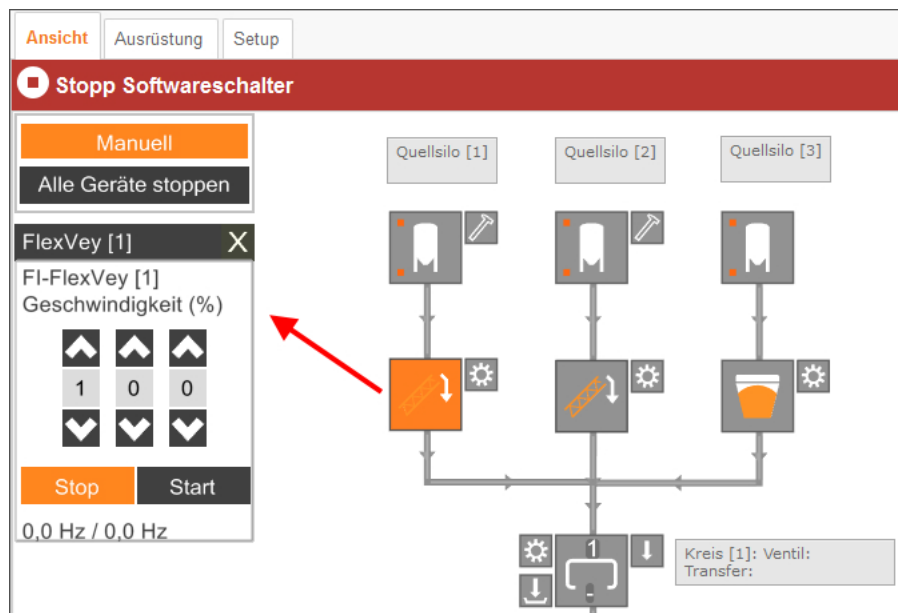 Ansicht
Ausrüstung
Setup
Stopp Softwareschalter
Manuell
Alle Geräte stoppen
FlexVey [1]
X
FI-FlexVey [1]
Geschwindigkeit (%)
1 0 0
Stop
Start
0,0 Hz / 0,0 Hz
Quellsilo [1]
Quellsilo [2]
Quellsilo [3]
1
-
Kreis [1]: Ventil:
Transfer: